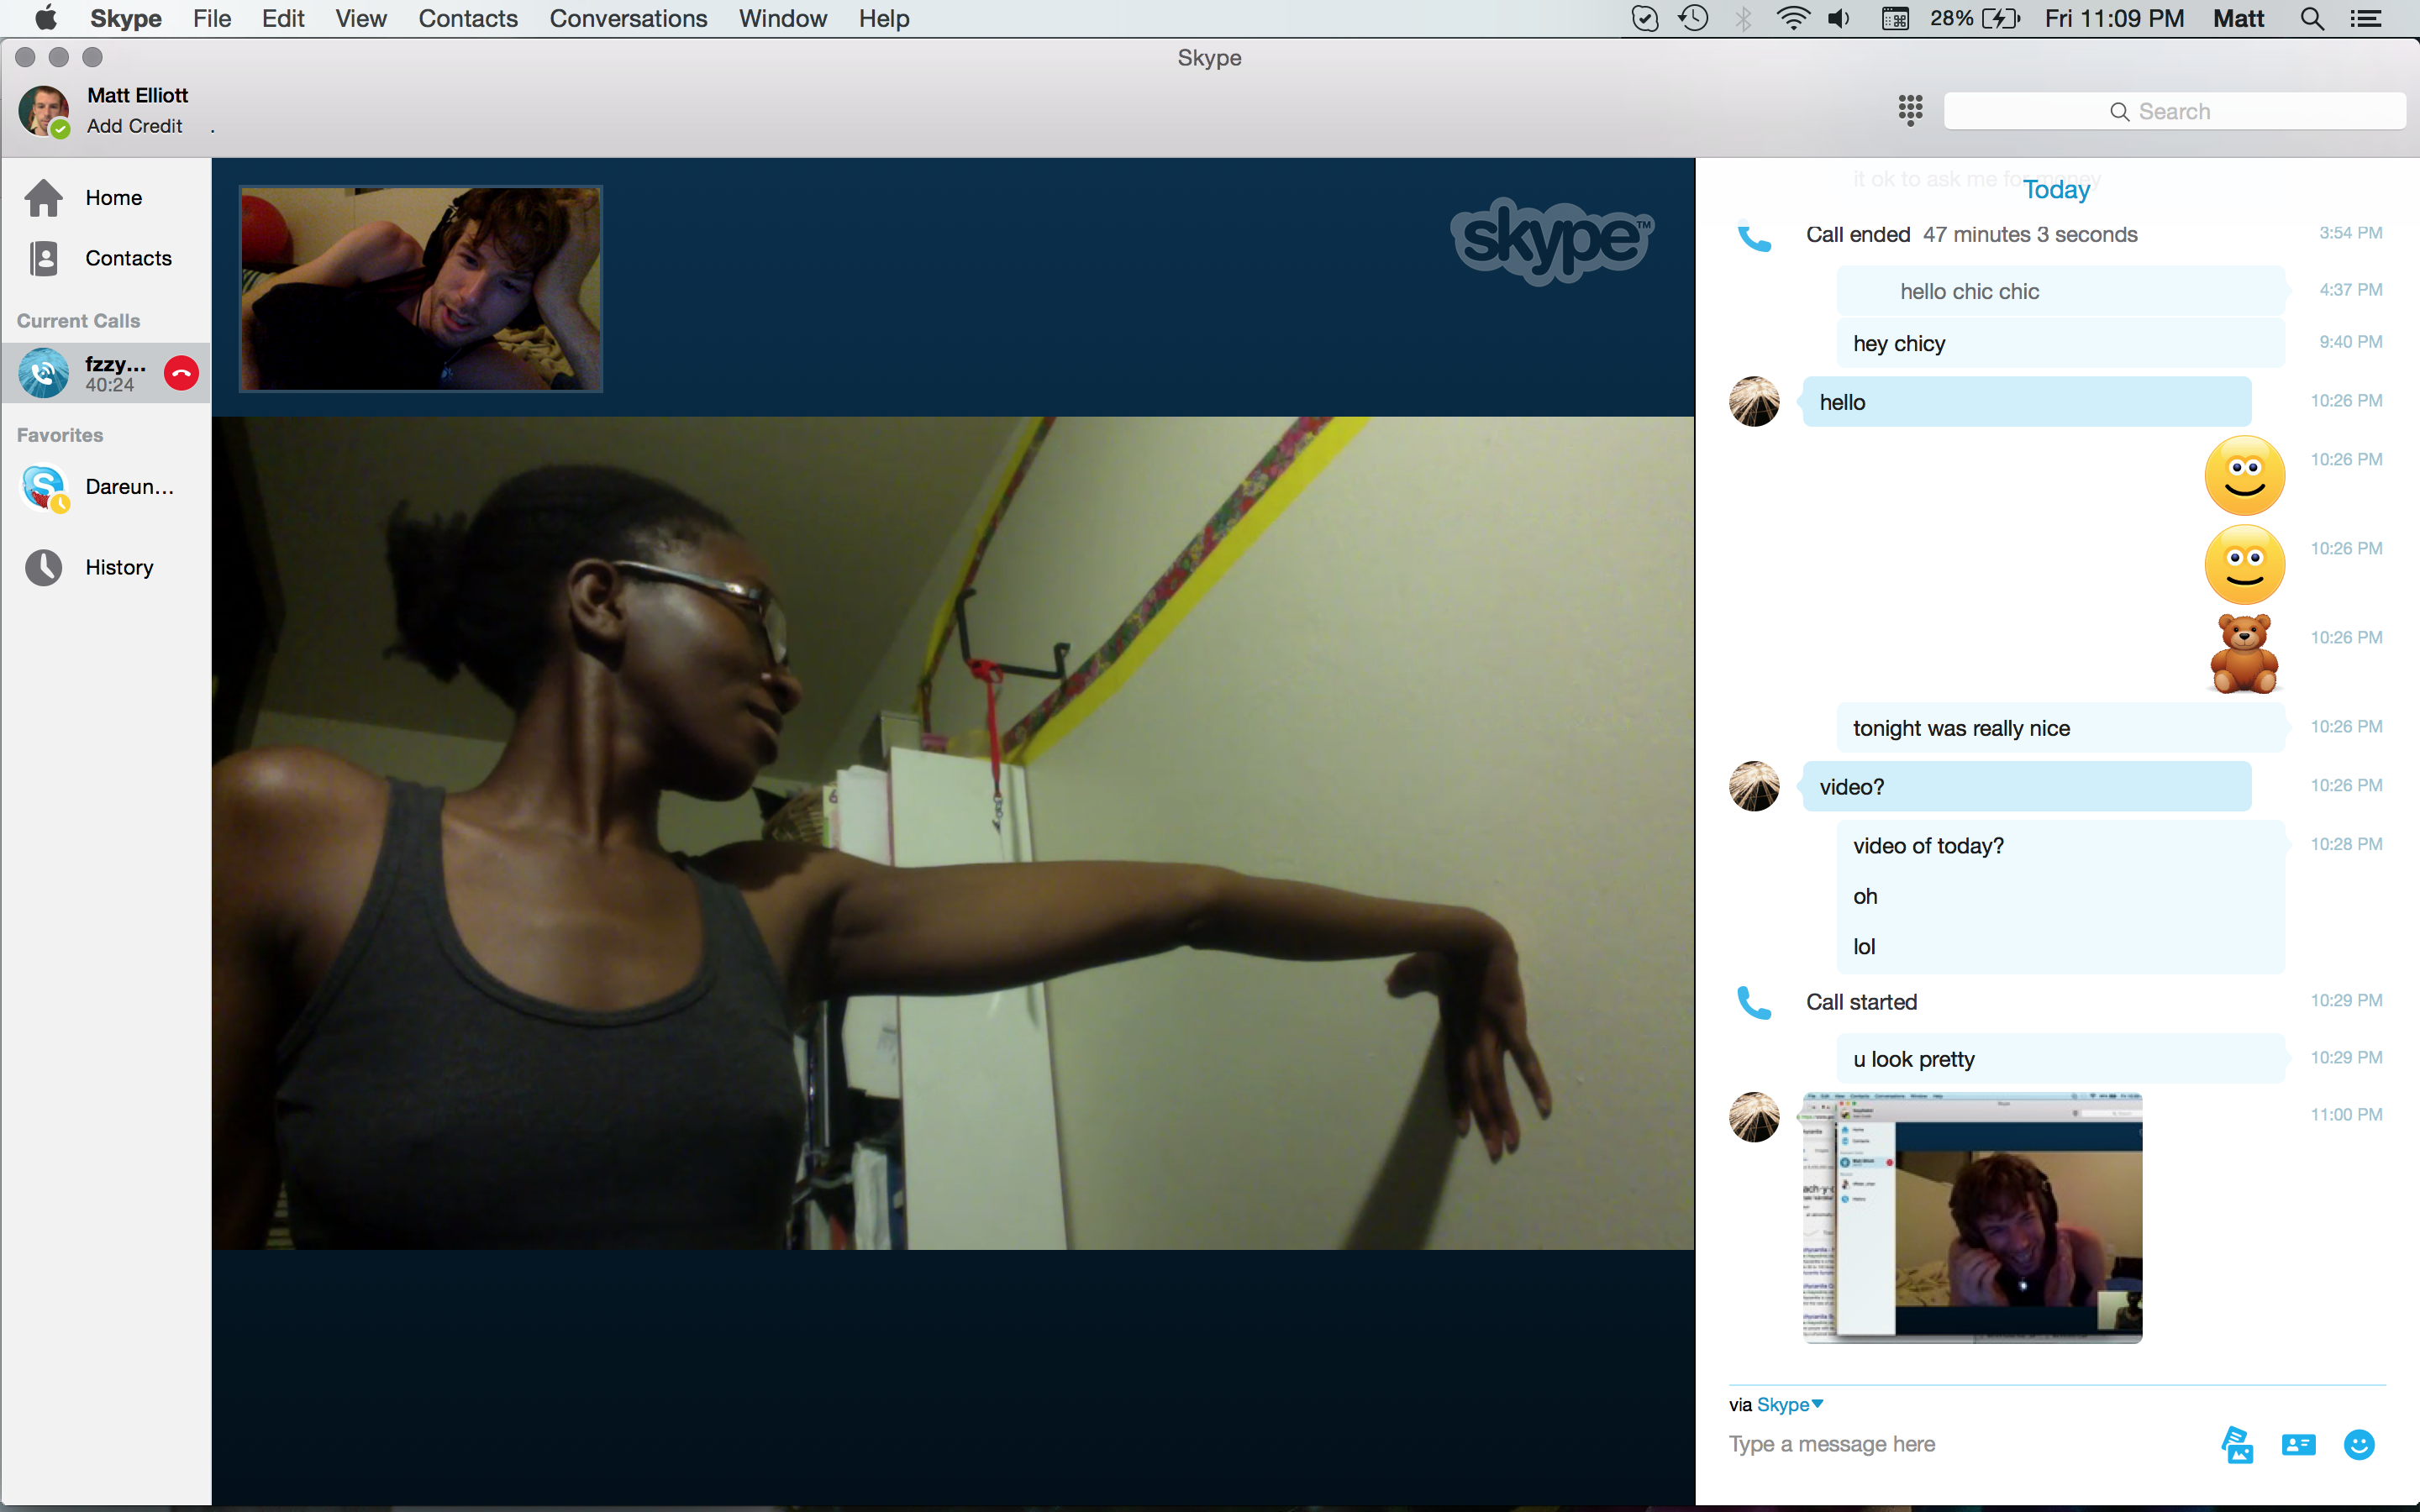 Skype File Edit View Contacts Conversations Window Help 28% Fri 11:09 PM Matt
Skype
Matt Elliott
Add Credit .
Search
Home
Contacts
Current Calls
fzzy...
40:24
Favorites
Dareun...
History
skype™
it ok to ask me for money
Today
Call ended 47 minutes 3 seconds 3:54 PM
hello chic chic 4:37 PM
hey chicy 9:40 PM
hello 10:26 PM
10:26 PM
10:26 PM
10:26 PM
tonight was really nice 10:26 PM
video? 10:26 PM
video of today? 10:28 PM
oh
lol
Call started 10:29 PM
u look pretty 10:29 PM
11:00 PM
via Skype
Type a message here